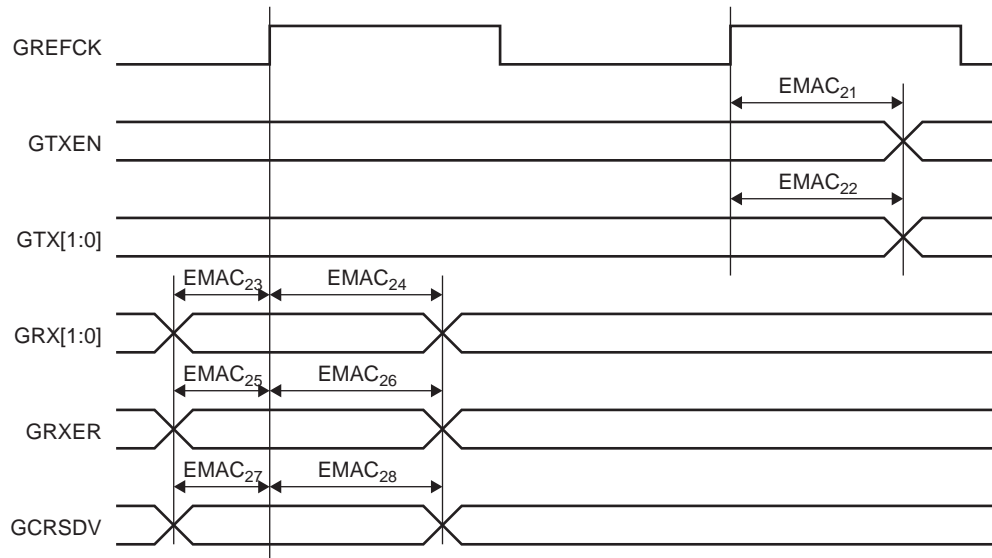 GREFCK
EMAC21
GTXEN
EMAC22
GTX[1:0]
EMAC23 EMAC24
GRX[1:0]
EMAC25 EMAC26
GRXER
EMAC27 EMAC28
GCRSDV